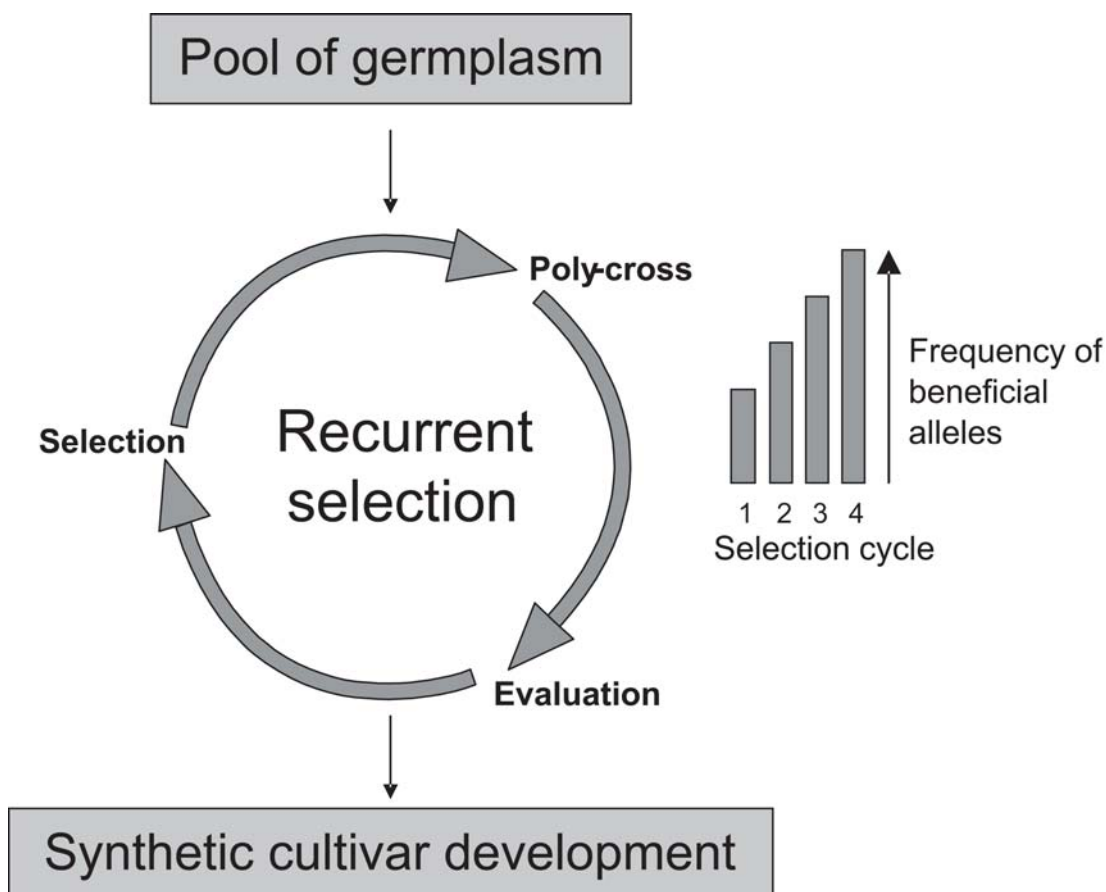 Pool of germplasm
Poly-cross
Selection
Recurrent
selection
Evaluation
Frequency of
beneficial
alleles
1 2 3 4
Selection cycle
Synthetic cultivar development